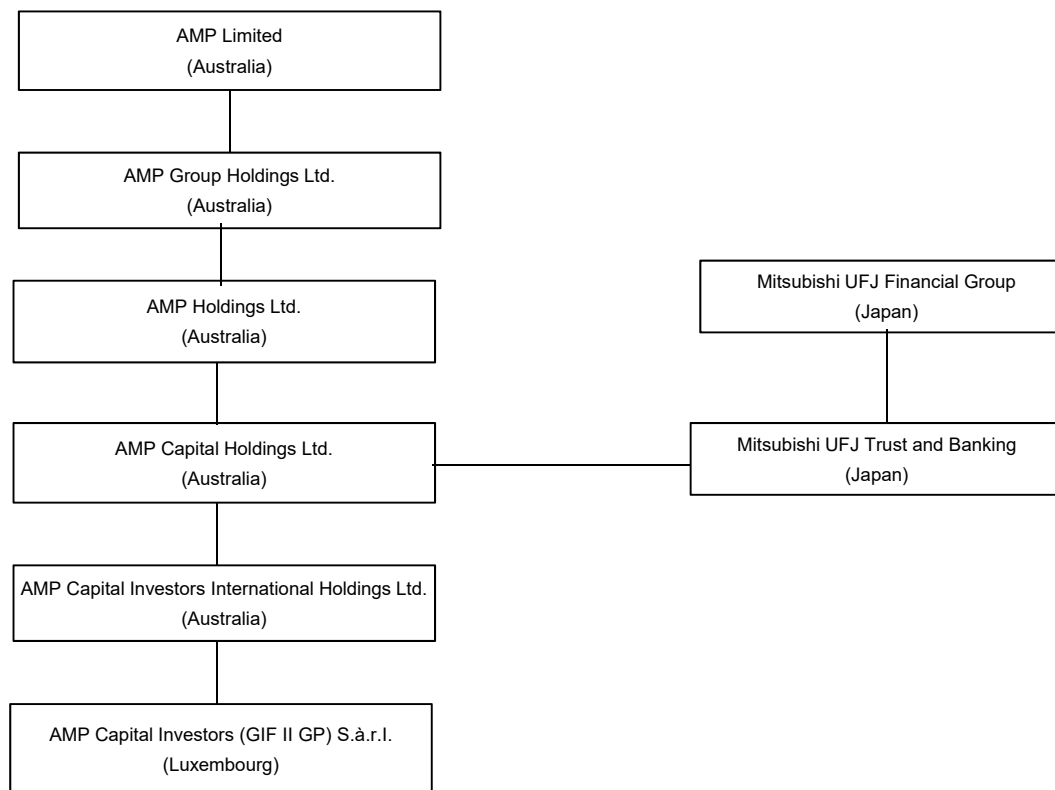 AMP Limited
(Australia)
AMP Group Holdings Ltd.
(Australia)
AMP Holdings Ltd.
(Australia)
Mitsubishi UFJ Financial Group
(Japan)
AMP Capital Holdings Ltd.
(Australia)
Mitsubishi UFJ Trust and Banking
(Japan)
AMP Capital Investors International Holdings Ltd.
(Australia)
AMP Capital Investors (GIF II GP) S.à.r.l.
(Luxembourg)